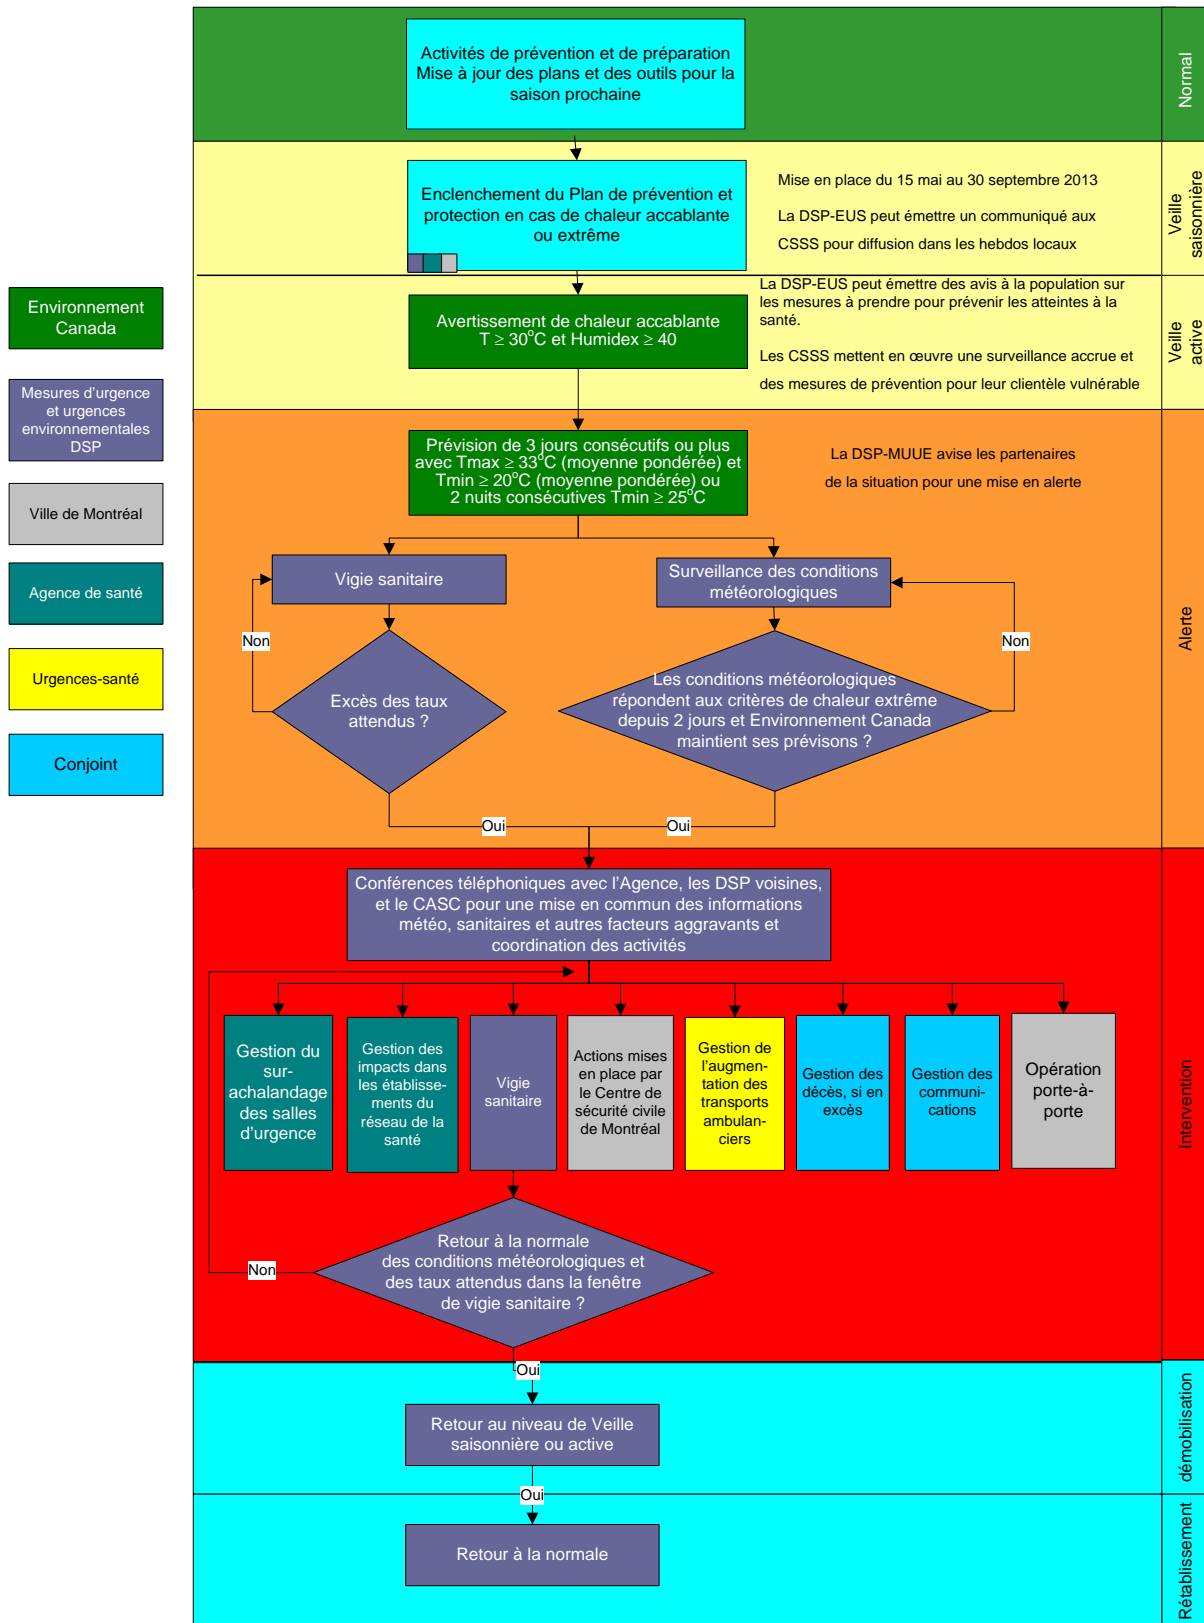 Activités de prévention et de préparation
Mise à jour des plans et des outils pour la
saison prochaine
Normal
Enclenchement du Plan de prévention et
protection en cas de chaleur accablante
ou extrême
Mise en place du 15 mai au 30 septembre 2013
La DSP-EUS peut émettre un communiqué aux
CSSS pour diffusion dans les hebdos locaux
Veille
saisonnière
Environnement
Canada
Mesures d'urgence
et urgences
environnementales
DSP
Ville de Montréal
Agence de santé
Urgences-santé
Conjoint
Avertissement de chaleur accablante
T ≥ 30°C et Humidex ≥ 40
La DSP-EUS peut émettre des avis à la population sur
les mesures à prendre pour prévenir les atteintes à la
santé.
Les CSSS mettent en œuvre une surveillance accrue et
des mesures de prévention pour leur clientèle vulnérable
Veille
active
Prévision de 3 jours consécutifs ou plus
avec Tmax ≥ 33°C (moyenne pondérée) et
Tmin ≥ 20°C (moyenne pondérée) ou
2 nuits consécutives Tmin ≥ 25°C
La DSP-MUUE avise les partenaires
de la situation pour une mise en alerte
Alerte
Vigie sanitaire
Surveillance des conditions
météorologiques
Non
Non
Excès des taux
attendus ?
Les conditions météorologiques
répondent aux critères de chaleur extrême
depuis 2 jours et Environnement Canada
maintient ses prévisons ?
Oui
Oui
Conférences téléphoniques avec l'Agence, les DSP voisines,
et le CASC pour une mise en commun des informations
météo, sanitaires et autres facteurs aggravants et
coordination des activités
Intervention
Gestion du
sur-
achalandage
des salles
d'urgence
Gestion des
impacts dans
les établisse-
ments du
réseau de la
santé
Vigie
sanitaire
Actions mises
en place par
le Centre de
sécurité civile
de Montréal
Gestion de
l'augmen-
tation des
transports
ambulan-
ciers
Gestion des
décès, si en
excès
Gestion des
communi-
cations
Opération
porte-à-
porte
Retour à la normale
des conditions météorologiques et
des taux attendus dans la fenêtre
de vigie sanitaire ?
Non
Oui
Retour au niveau de Veille
saisonnière ou active
démobilisation
Oui
Retour à la normale
Rétablissement